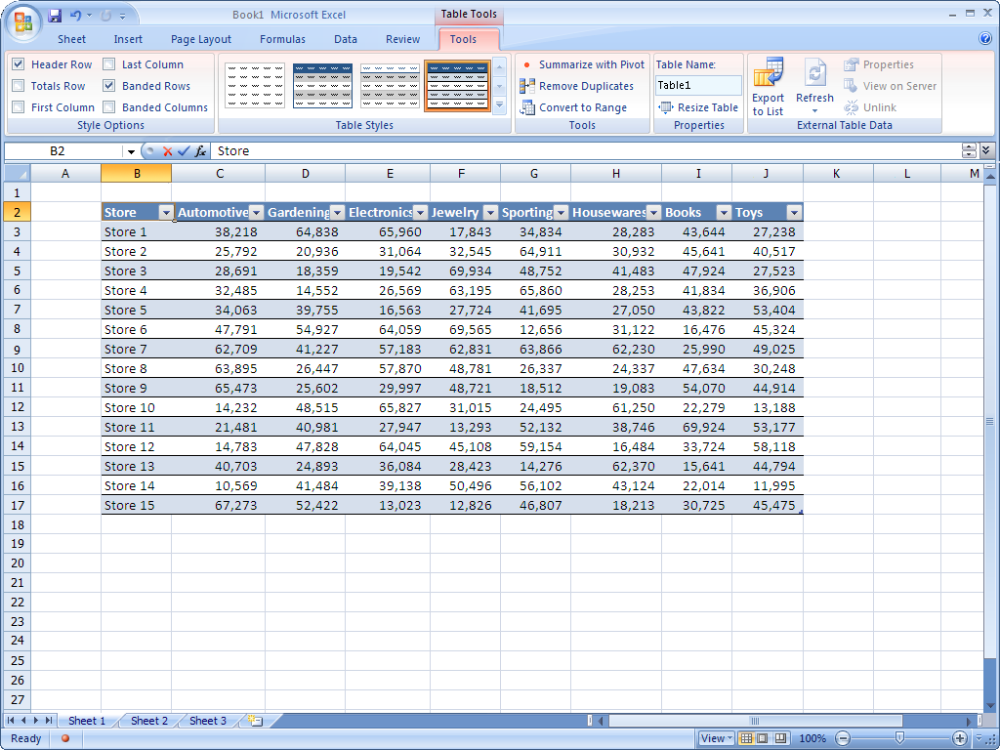 Book1 Microsoft Excel Table Tools
Sheet Insert Page Layout Formulas Data Review Tools
Header Row Last Column Summarize with Pivot Table Name: Properties
Totals Row Banded Rows Remove Duplicates Table1 Export to List Refresh View on Server
First Column Banded Columns Convert to Range Resize Table Unlink
Style Options Table Styles Tools Properties External Table Data
B2 fx Store
A B C D E F G H I J K L M
1
2 Store Automotive Gardening Electronics Jewelry Sporting Housewares Books Toys
3 Store 1 38,218 64,838 65,960 17,843 34,834 28,283 43,644 27,238
4 Store 2 25,792 20,936 31,064 32,545 64,911 30,932 45,641 40,517
5 Store 3 28,691 18,359 19,542 69,934 48,752 41,483 47,924 27,523
6 Store 4 32,485 14,552 26,569 63,195 65,860 28,253 41,834 36,906
7 Store 5 34,063 39,755 16,563 27,724 41,695 27,050 43,822 53,404
8 Store 6 47,791 54,927 64,059 69,565 12,656 31,122 16,476 45,324
9 Store 7 62,709 41,227 57,183 62,831 63,866 62,230 25,990 49,025
10 Store 8 63,895 26,447 57,870 48,781 26,337 24,337 47,634 30,248
11 Store 9 65,473 25,602 29,997 48,721 18,512 19,083 54,070 44,914
12 Store 10 14,232 48,515 65,827 31,015 24,495 61,250 22,279 13,188
13 Store 11 21,481 40,981 27,947 13,293 52,132 38,746 69,924 53,177
14 Store 12 14,783 47,828 64,045 45,108 59,154 16,484 33,724 58,118
15 Store 13 40,703 24,893 36,084 28,423 14,276 62,370 15,641 44,794
16 Store 14 10,569 41,484 39,138 50,496 56,102 43,124 22,014 11,995
17 Store 15 67,273 52,422 13,023 12,826 46,807 18,213 30,725 45,475
18
19
20
21
22
23
24
25
26
27
Sheet 1 Sheet 2 Sheet 3
Ready View 100%